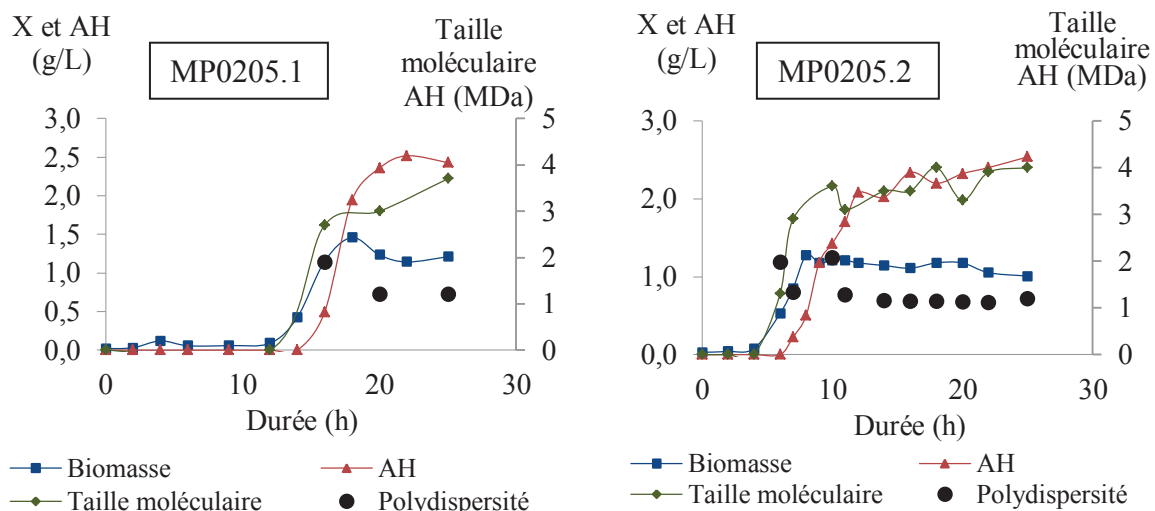 X et AH
(g/L)
MP0205.1
Taille
moléculaire
AH (MDa)
3,0
2,5
2,0
1,5
1,0
0,5
0,0
5
4
3
2
1
0
0
10
20
30
Durée (h)
Biomasse
AH
Taille moléculaire
Polydispersité
X et AH
(g/L)
MP0205.2
Taille
moléculaire
AH (MDa)
3,0
2,0
1,0
0,0
5
4
3
2
1
0
0
10
20
30
Durée (h)
Biomasse
AH
Taille moléculaire
Polydispersité